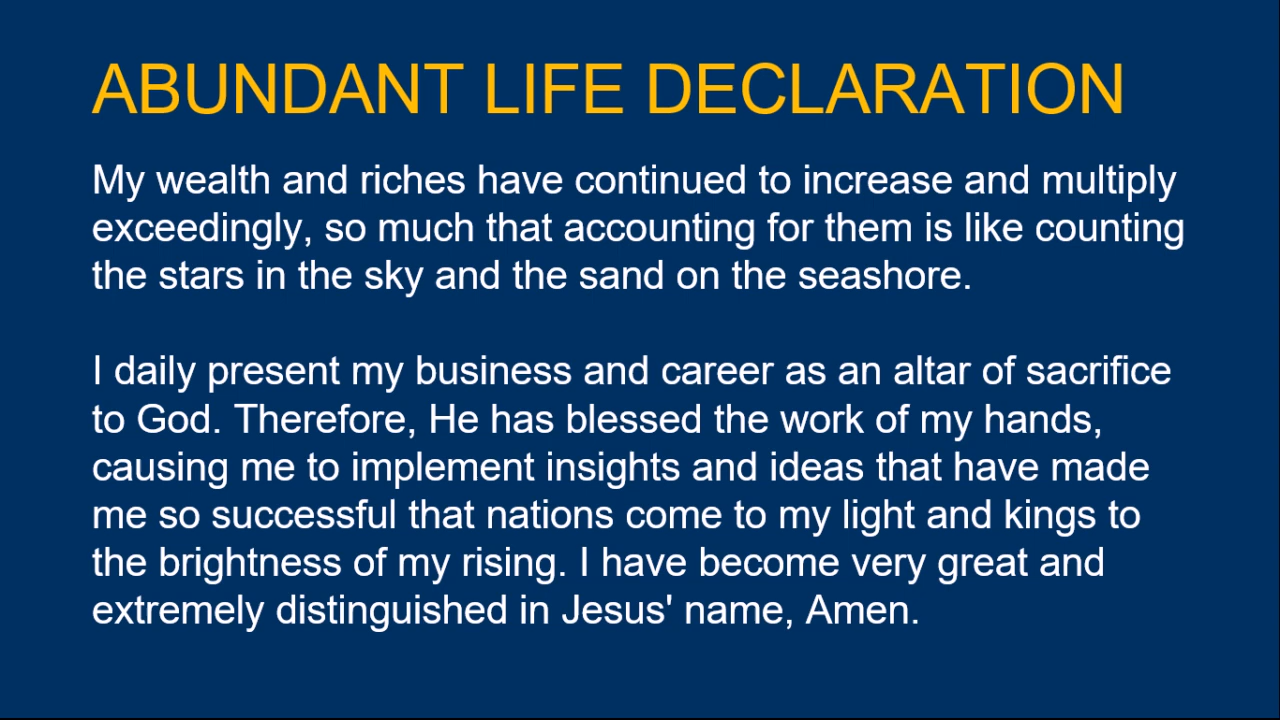 ABUNDANT LIFE DECLARATION
My wealth and riches have continued to increase and multiply
exceedingly, so much that accounting for them is like counting
the stars in the sky and the sand on the seashore.
I daily present my business and career as an altar of sacrifice
to God. Therefore, He has blessed the work of my hands,
causing me to implement insights and ideas that have made
me so successful that nations come to my light and kings to
the brightness of my rising. I have become very great and
extremely distinguished in Jesus' name, Amen.